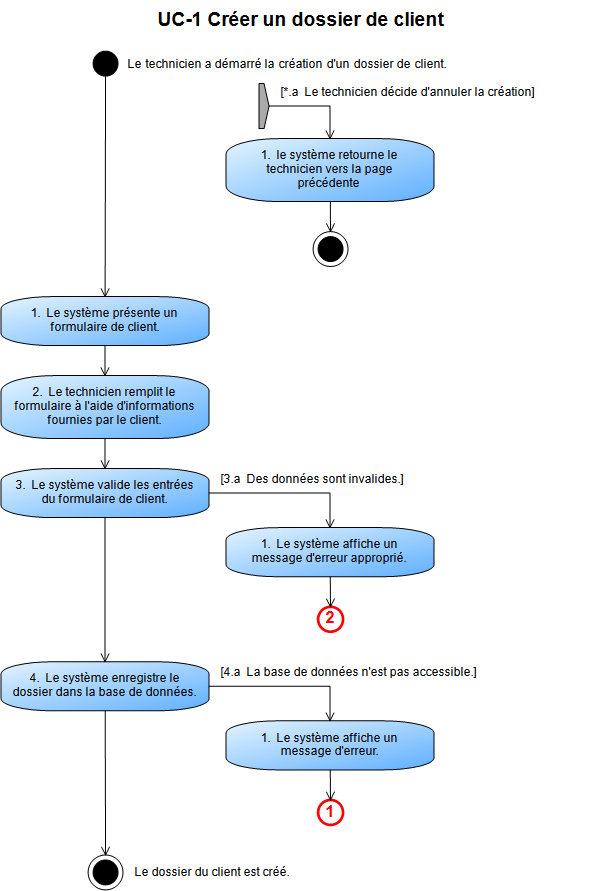 UC-1 Créer un dossier de client
Le technicien a démarré la création d'un dossier de client.
[*.a Le technicien décide d'annuler la création]
1. le système retourne le
technicien vers la page
précédente
1. Le système présente un
formulaire de client.
2. Le technicien remplit le
formulaire à l'aide d'informations
fournies par le client.
3. Le système valide les entrées
du formulaire de client.
[3.a Des données sont invalides.]
1. Le système affiche un
message d'erreur approprié.
2
4. Le système enregistre le
dossier dans la base de données.
[4.a La base de données n'est pas accessible.]
1. Le système affiche un
message d'erreur.
1
Le dossier du client est créé.